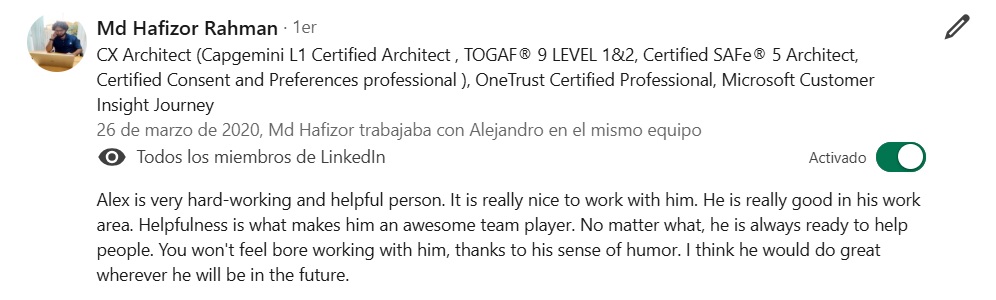 Md Hafizor Rahman · 1er
CX Architect (Capgemini L1 Certified Architect , TOGAF® 9 LEVEL 1&2, Certified SAFe® 5 Architect,
Certified Consent and Preferences professional ), OneTrust Certified Professional, Microsoft Customer
Insight Journey
26 de marzo de 2020, Md Hafizor trabajaba con Alejandro en el mismo equipo
Todos los miembros de LinkedIn
Activado
Alex is very hard-working and helpful person. It is really nice to work with him. He is really good in his work
area. Helpfulness is what makes him an awesome team player. No matter what, he is always ready to help
people. You won't feel bore working with him, thanks to his sense of humor. I think he would do great
wherever he will be in the future.